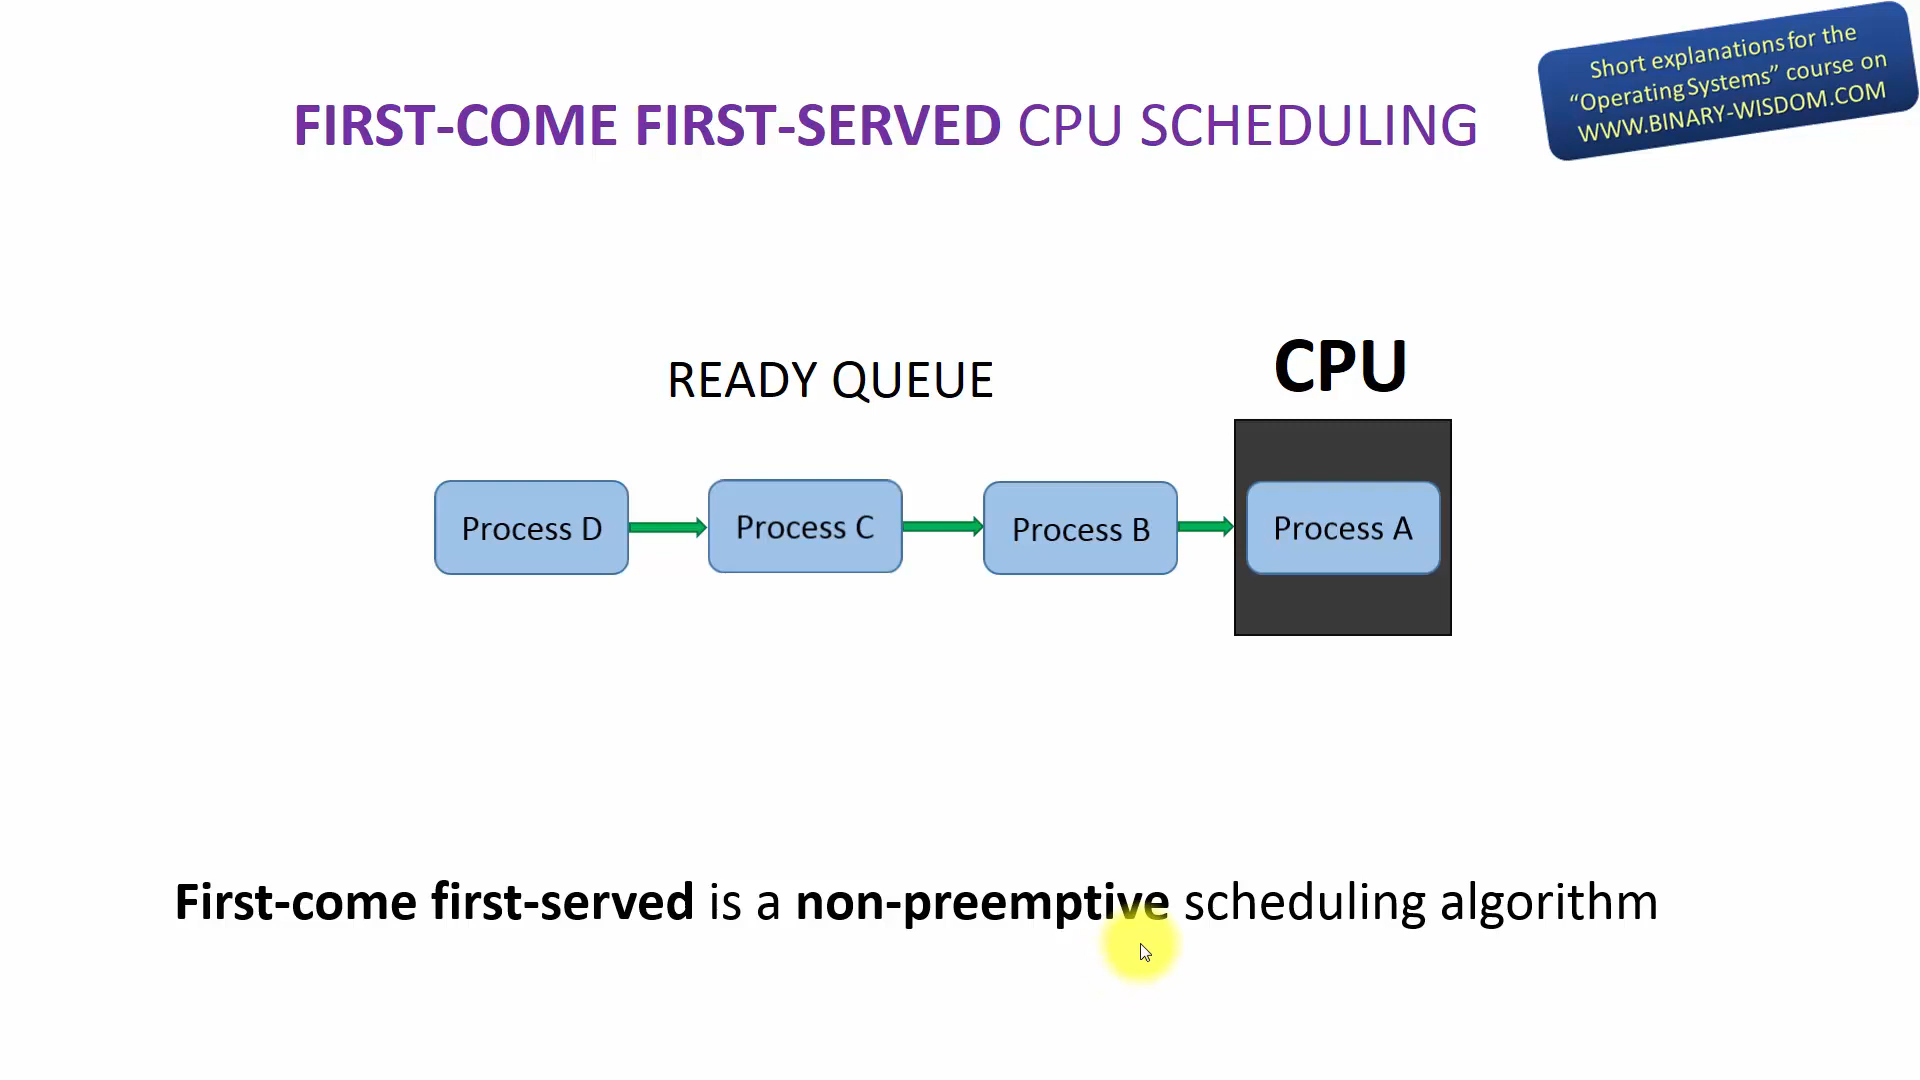 Short explanations for the
“Operating Systems” course on
WWW.BINARY-WISDOM.COM
FIRST-COME FIRST-SERVED CPU SCHEDULING
READY QUEUE
CPU
Process D
Process C
Process B
Process A
First-come first-served is a non-preemptive scheduling algorithm